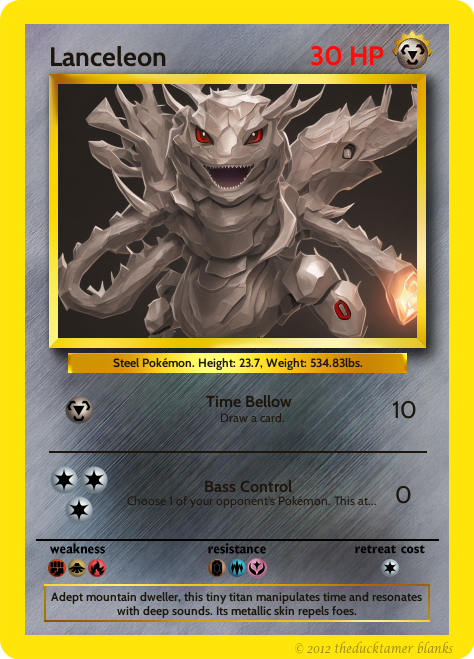 Lanceleon
30 HP
Steel Pokémon. Height: 23.7, Weight: 534.83lbs.
Time Bellow
Draw a card.
10
Bass Control
Choose 1 of your opponent's Pokémon. This at...
0
weakness
resistance
retreat cost
Adept mountain dweller, this tiny titan manipulates time and resonates
with deep sounds. Its metallic skin repels foes.
© 2012 theducktamer blanks